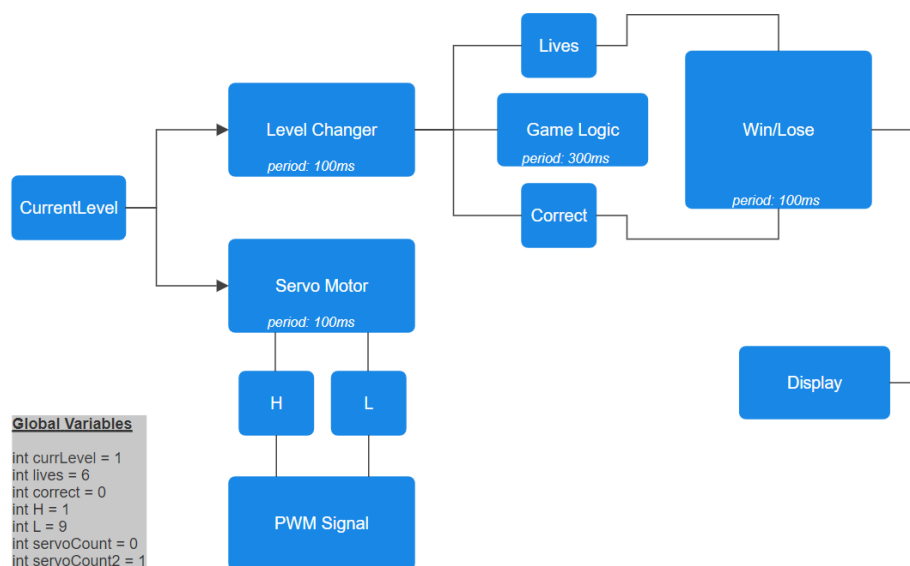 Lives
Level Changer
period: 100ms
Game Logic
period: 300ms
Win/Lose
period: 100ms
CurrentLevel
Correct
Servo Motor
period: 100ms
Display
H
L
PWM Signal
Global Variables
int currLevel = 1
int lives = 6
int correct = 0
int H = 1
int L = 9
int servoCount = 0
int servoCount2 = 1